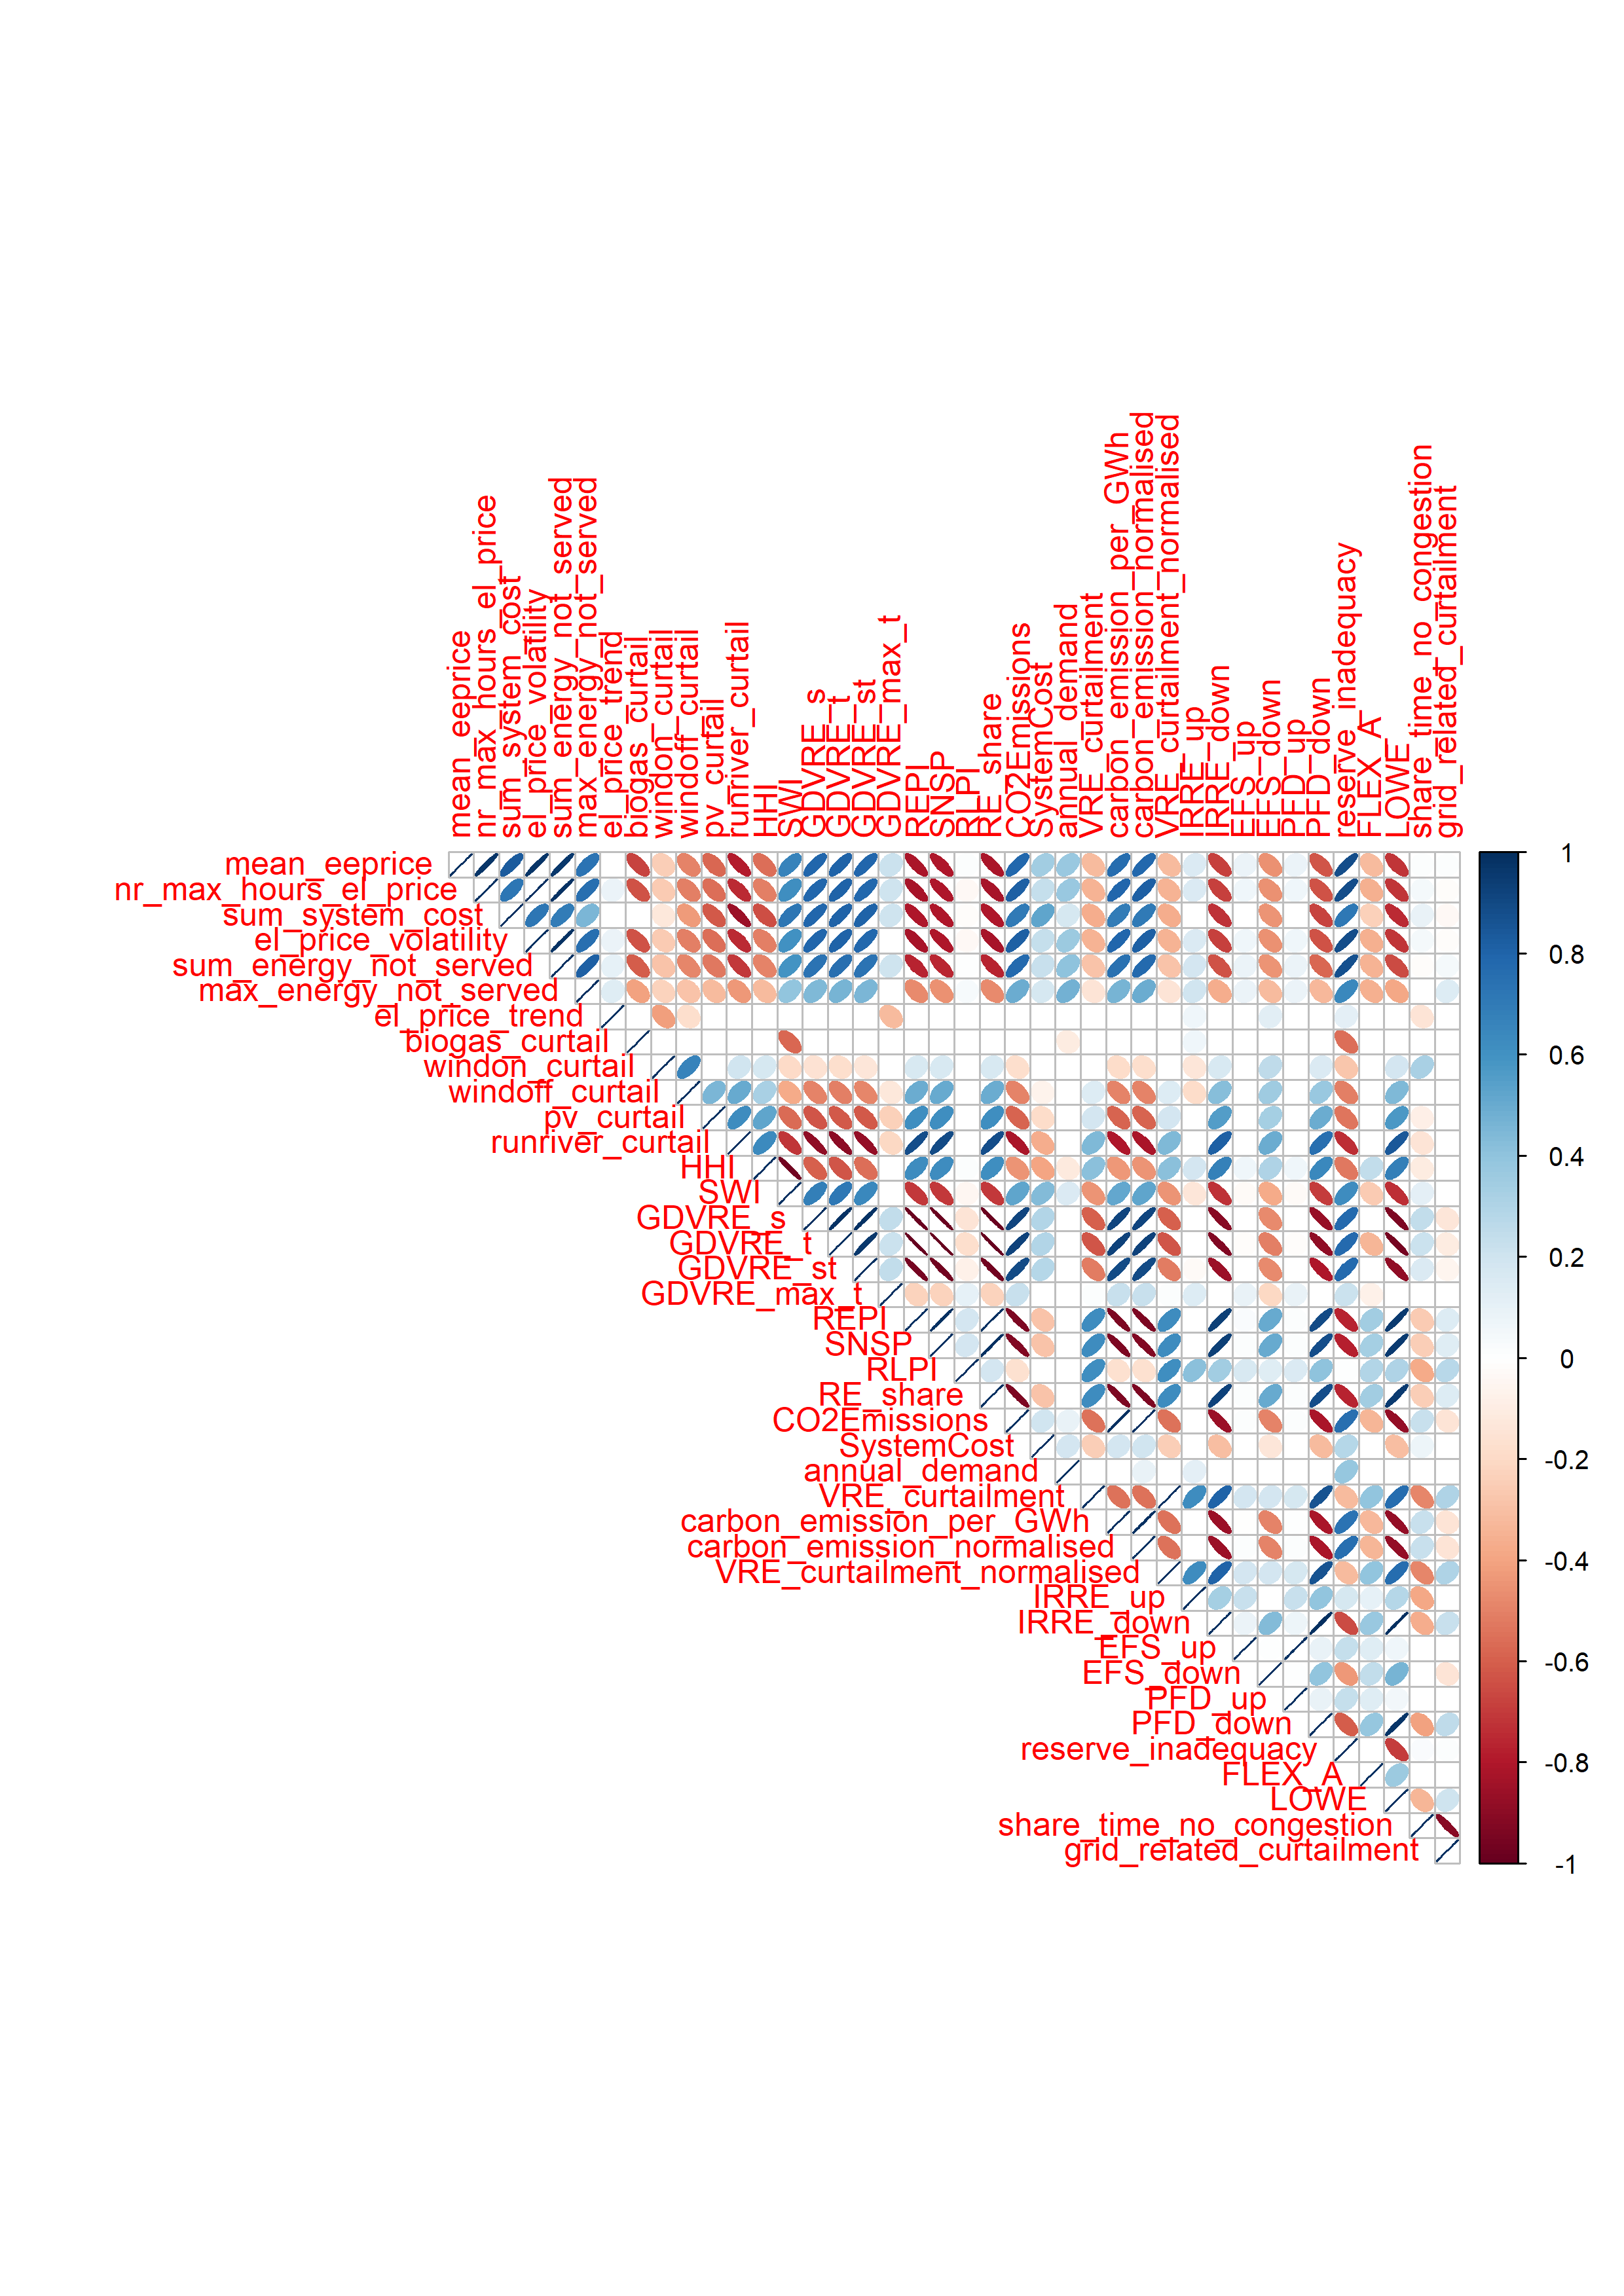 mean_eeprice
nr_max_hours_el_price
sum_system_cost
el_price_volatility
sum_energy_not_served
max_energy_not_served
el_price_trend
biogas_curtail
windon_curtail
windoff_curtail
pv_curtail
runriver_curtail
HHI
SWI
GDVRE_s
GDVRE_t
GDVRE_st
GDVRE_max_t
REPI
SNSP
RLPI
RE_share
CO2Emissions
SystemCost
annual_demand
VRE_curtailment
carbon_emission_per_GWh
carbon_emission_normalised
VRE_curtailment_normalised
IRRE_up
IRRE_down
EFS_up
EFS_down
PFD_up
PFD_down
reserve_inadequacy
FLEX_A
LOWE
share_time_no_congestion
grid_related_curtailment
mean_eeprice
nr_max_hours_el_price
sum_system_cost
el_price_volatility
sum_energy_not_served
max_energy_not_served
el_price_trend
biogas_curtail
windon_curtail
windoff_curtail
pv_curtail
runriver_curtail
HHI
SWI
GDVRE_s
GDVRE_t
GDVRE_st
GDVRE_max_t
REPI
SNSP
RLPI
RE_share
CO2Emissions
SystemCost
annual_demand
VRE_curtailment
carbon_emission_per_GWh
carbon_emission_normalised
VRE_curtailment_normalised
IRRE_up
IRRE_down
EFS_up
EFS_down
PFD_up
PFD_down
reserve_inadequacy
FLEX_A
LOWE
share_time_no_congestion
grid_related_curtailment
1
0.8
0.6
0.4
0.2
0
-0.2
-0.4
-0.6
-0.8
-1